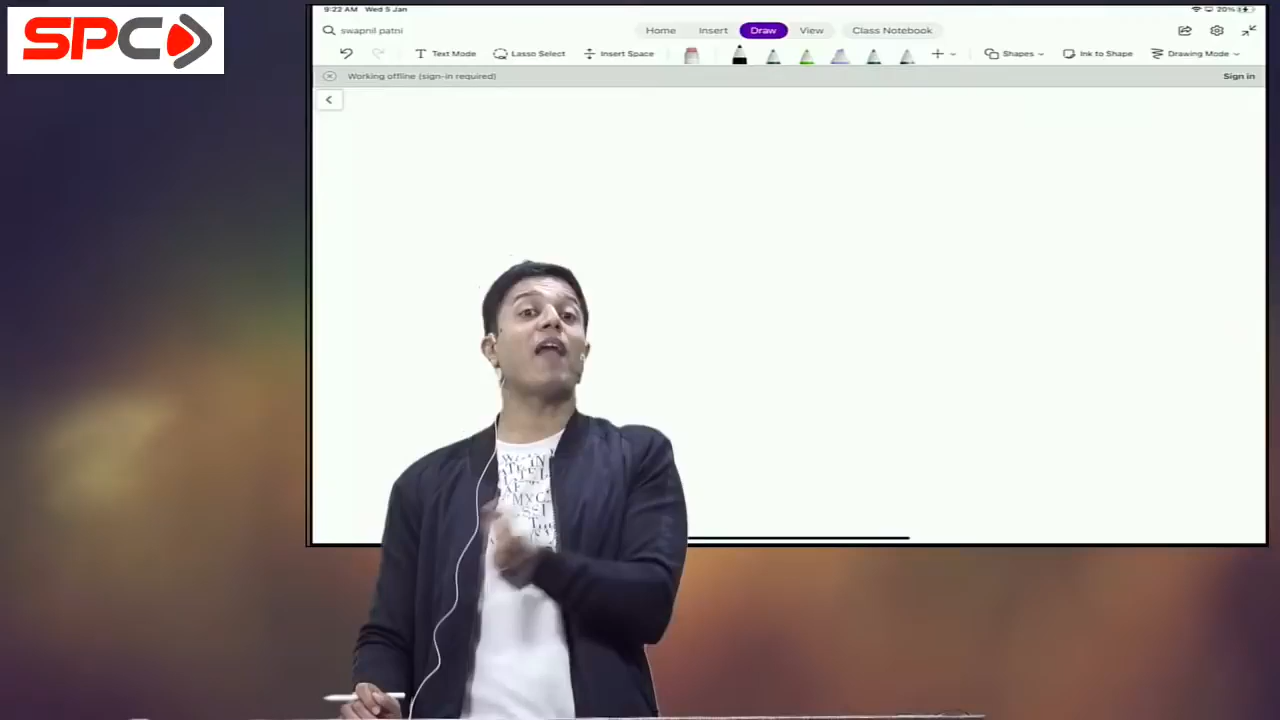 SPC
9:22 AM Wed 5 Jan
20%
swapnil patni
Home Insert Draw View Class Notebook
Text Mode Lasso Select Insert Space Shapes Ink to Shape Drawing Mode
Working offline (sign-in required) Sign in